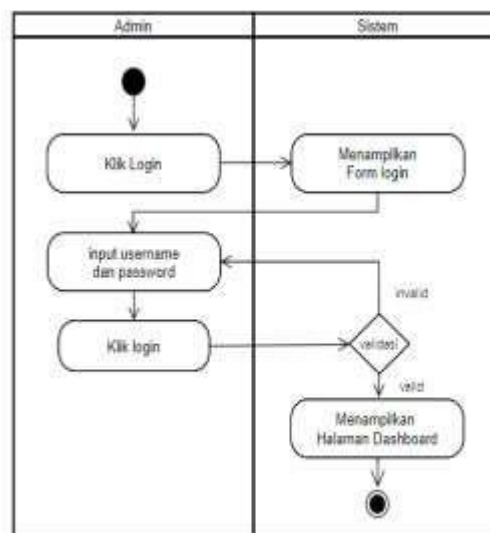 Admin
Sistem
Klik Login
Menampilkan
Form login
input username
dan password
invalid
Klik login
validasi
valid
Menampilkan
Halaman Dashboard